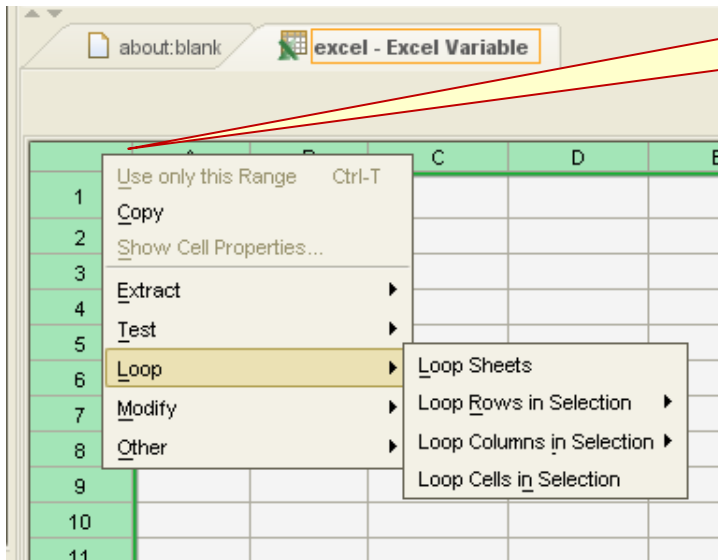 about:blank
excel - Excel Variable
C D E
1
2
3
4
5
6
7
8
9
10
11
Use only this Range Ctrl-T
Copy
Show Cell Properties...
Extract
Test
Loop
Modify
Other
Loop Sheets
Loop Rows in Selection
Loop Columns in Selection
Loop Cells in Selection